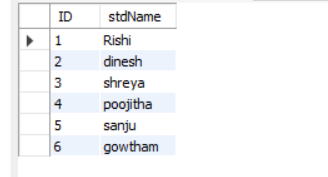 ID stdName
1 Rishi
2 dinesh
3 shreya
4 poojitha
5 sanju
6 gowtham